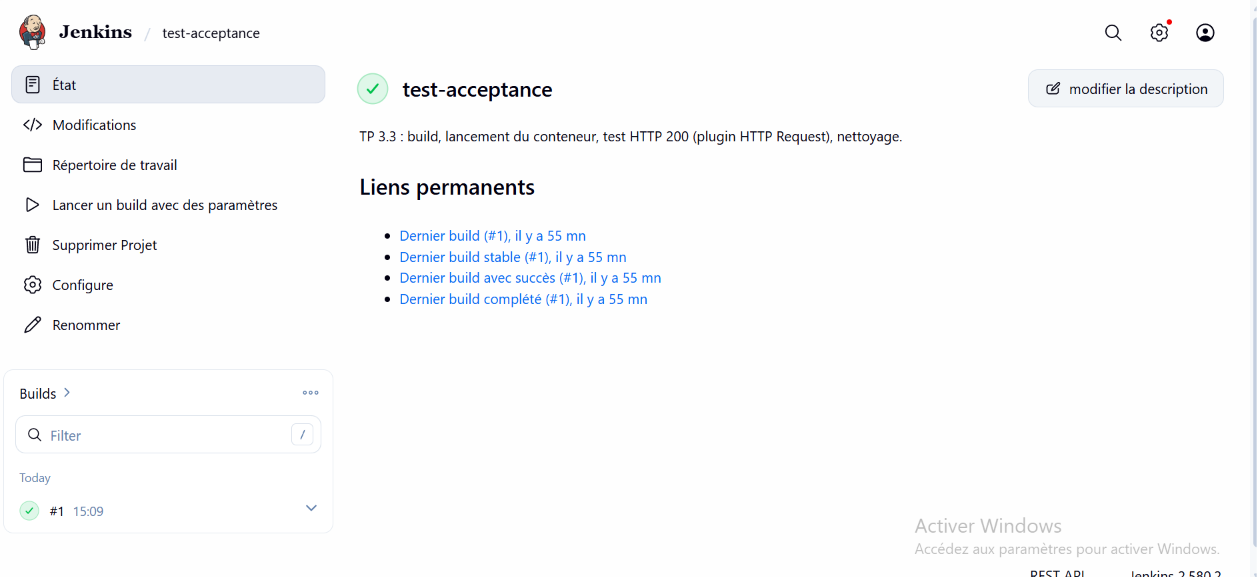 Jenkins / test-acceptance
État
Modifications
Répertoire de travail
Lancer un build avec des paramètres
Supprimer Projet
Configure
Renommer
Builds
Filter /
Today
#1 15:09
test-acceptance
modifier la description
TP 3.3 : build, lancement du conteneur, test HTTP 200 (plugin HTTP Request), nettoyage.
Liens permanents
Dernier build (#1), il y a 55 mn
Dernier build stable (#1), il y a 55 mn
Dernier build avec succès (#1), il y a 55 mn
Dernier build complété (#1), il y a 55 mn
Activer Windows
Accédez aux paramètres pour activer Windows.
REST API Jenkins 2.580.2